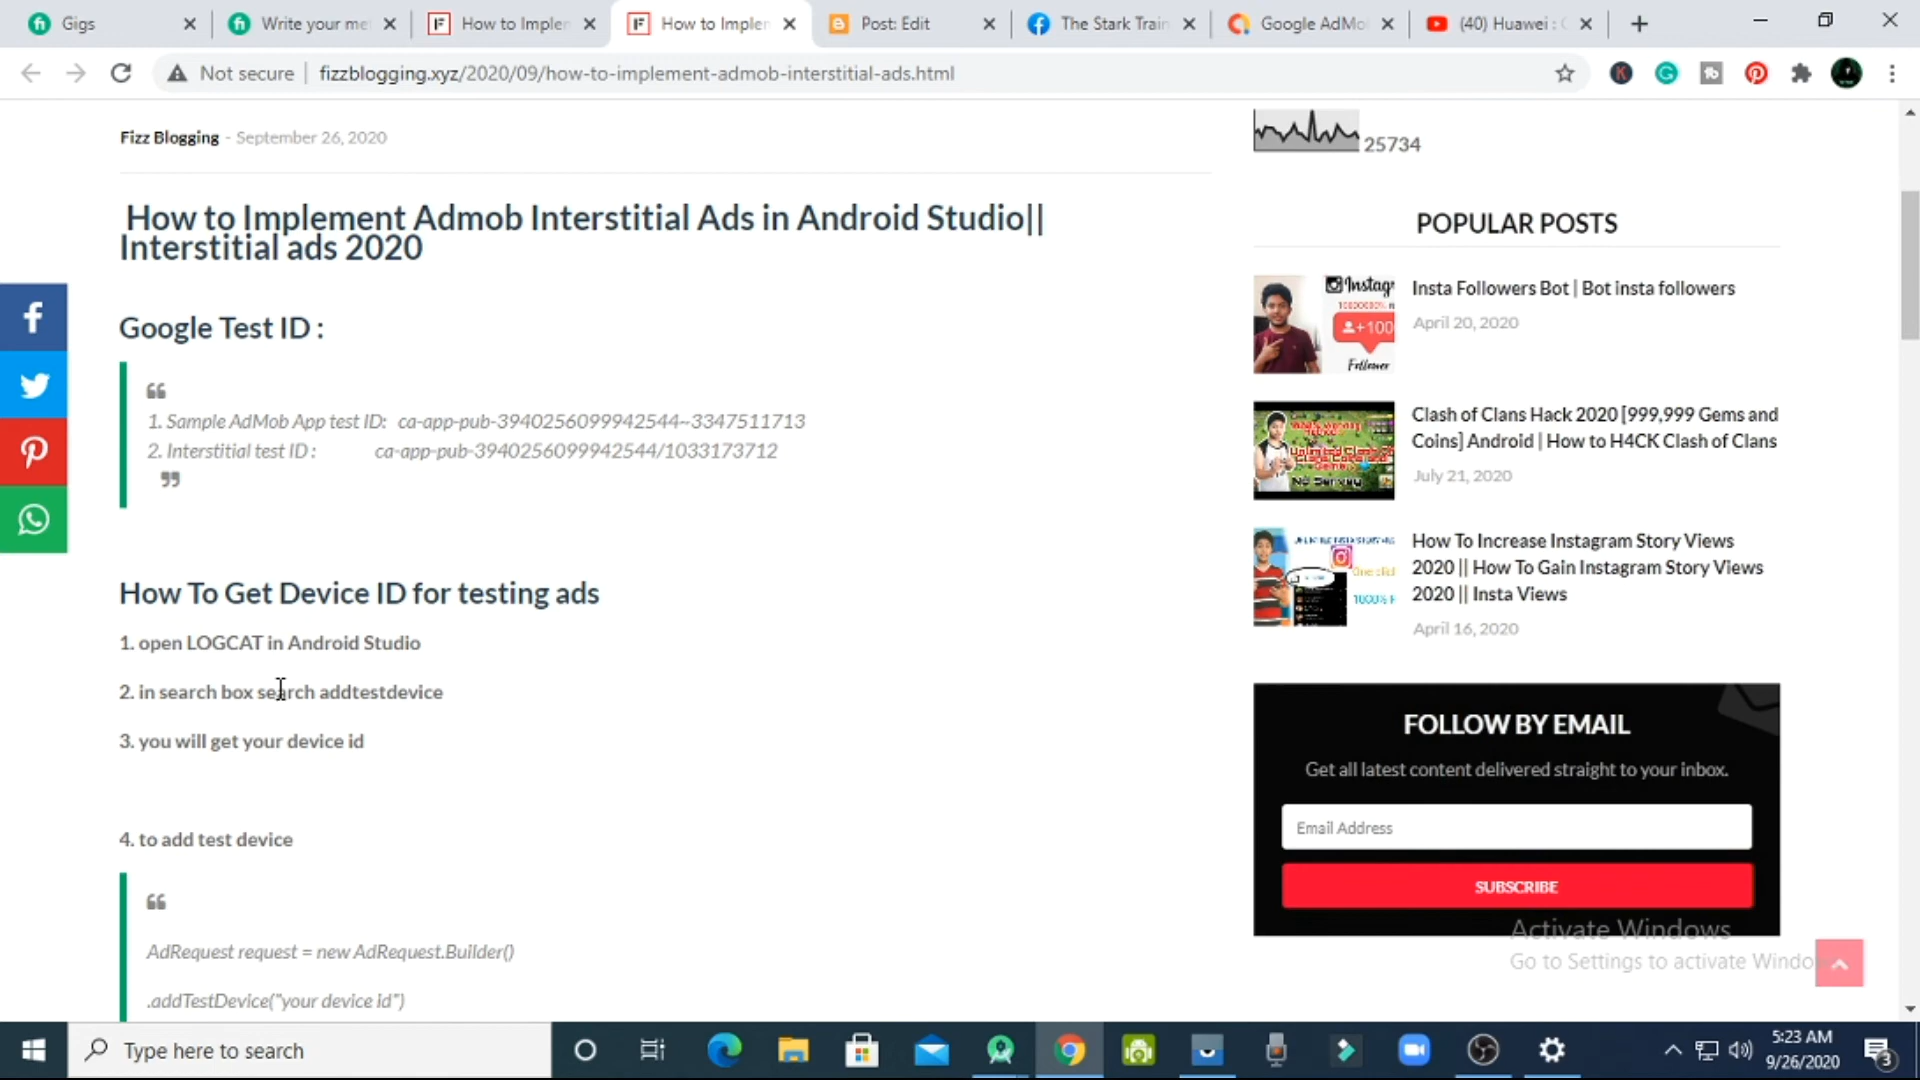 Gigs
Write your me
How to Implen
How to Implen
Post: Edit
The Stark Train
Google AdMo
(40) Huawei :
Not secure
fizzblogging.xyz/2020/09/how-to-implement-admob-interstitial-ads.html
Fizz Blogging - September 26, 2020
How to Implement Admob Interstitial Ads in Android Studio||
Interstitial ads 2020
Google Test ID :
1. Sample AdMob App test ID: ca-app-pub-3940256099942544~3347511713
2. Interstitial test ID : ca-app-pub-3940256099942544/1033173712
How To Get Device ID for testing ads
1. open LOGCAT in Android Studio
2. in search box search addtestdevice
3. you will get your device id
4. to add test device
AdRequest request = new AdRequest.Builder()
.addTestDevice("your device id")
25734
POPULAR POSTS
Insta Followers Bot | Bot insta followers
April 20, 2020
Clash of Clans Hack 2020 [999,999 Gems and
Coins] Android | How to H4CK Clash of Clans
July 21, 2020
How To Increase Instagram Story Views
2020 || How To Gain Instagram Story Views
2020 || Insta Views
April 16, 2020
FOLLOW BY EMAIL
Get all latest content delivered straight to your inbox.
Email Address
SUBSCRIBE
Activate Windows
Go to Settings to activate Windo
Type here to search
5:23 AM
9/26/2020
3